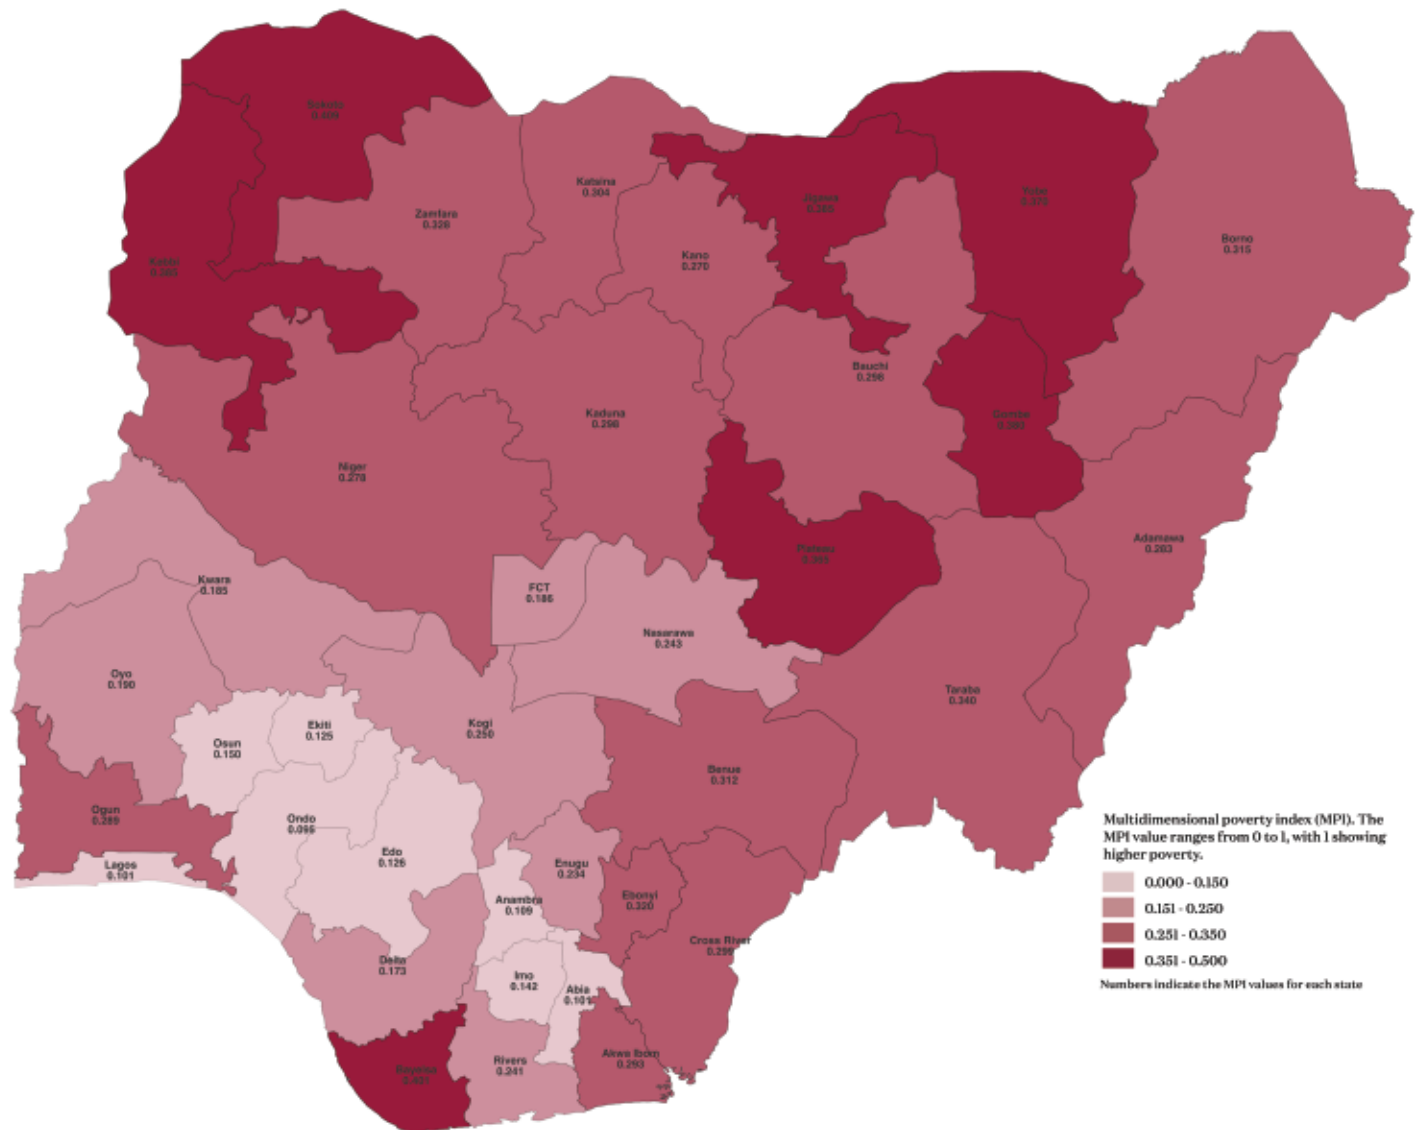 Sokoto
Katsina
0.304
Zamfara
0.328
Jigawa
Yobe
Kebbi
Kano
0.270
Borno
0.315
Bauchi
0.298
Kaduna
0.298
Gombe
Niger
0.270
Plateau
Adamawa
0.283
Kwara
0.185
FCT
0.186
Nasarawa
0.243
Oyo
0.190
Taraba
0.340
Ekiti
0.125
Osun
0.150
Kogi
0.250
Benue
0.312
Ogun
0.289
Ondo
0.095
Edo
0.126
Lagos
0.101
Enugu
0.234
Anambra
0.109
Ebonyi
0.320
Cross River
Delta
0.173
Imo
0.142
Abia
0.101
Rivers
0.241
Akwa Ibom
0.293
Bayelsa
Multidimensional poverty index (MPI). The
MPI value ranges from 0 to 1, with 1 showing
higher poverty.
0.000 - 0.150
0.151 - 0.250
0.251 - 0.350
0.351 - 0.500
Numbers indicate the MPI values for each state